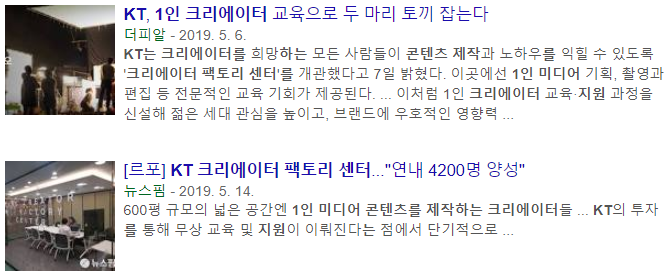 KT, 1인 크리에이터 교육으로 두 마리 토끼 잡는다
더피알 - 2019. 5. 6.
KT는 크리에이터를 희망하는 모든 사람들이 콘텐츠 제작과 노하우를 익힐 수 있도록
'크리에이터 팩토리 센터'를 개관했다고 7일 밝혔다. 이곳에선 1인 미디어 기획, 촬영과
편집 등 전문적인 교육 기회가 제공된다. ... 이처럼 1인 크리에이터 교육·지원 과정을
신설해 젊은 세대 관심을 높이고, 브랜드에 우호적인 영향력 ...
[르포] KT 크리에이터 팩토리 센터..."연내 4200명 양성"
뉴스핌 - 2019. 5. 14.
600평 규모의 넓은 공간엔 1인 미디어 콘텐츠를 제작하는 크리에이터들 ... KT의 투자
를 통해 무상 교육 및 지원이 이뤄진다는 점에서 단기적으로 ...
FACTORY
CENTER
뉴스핌